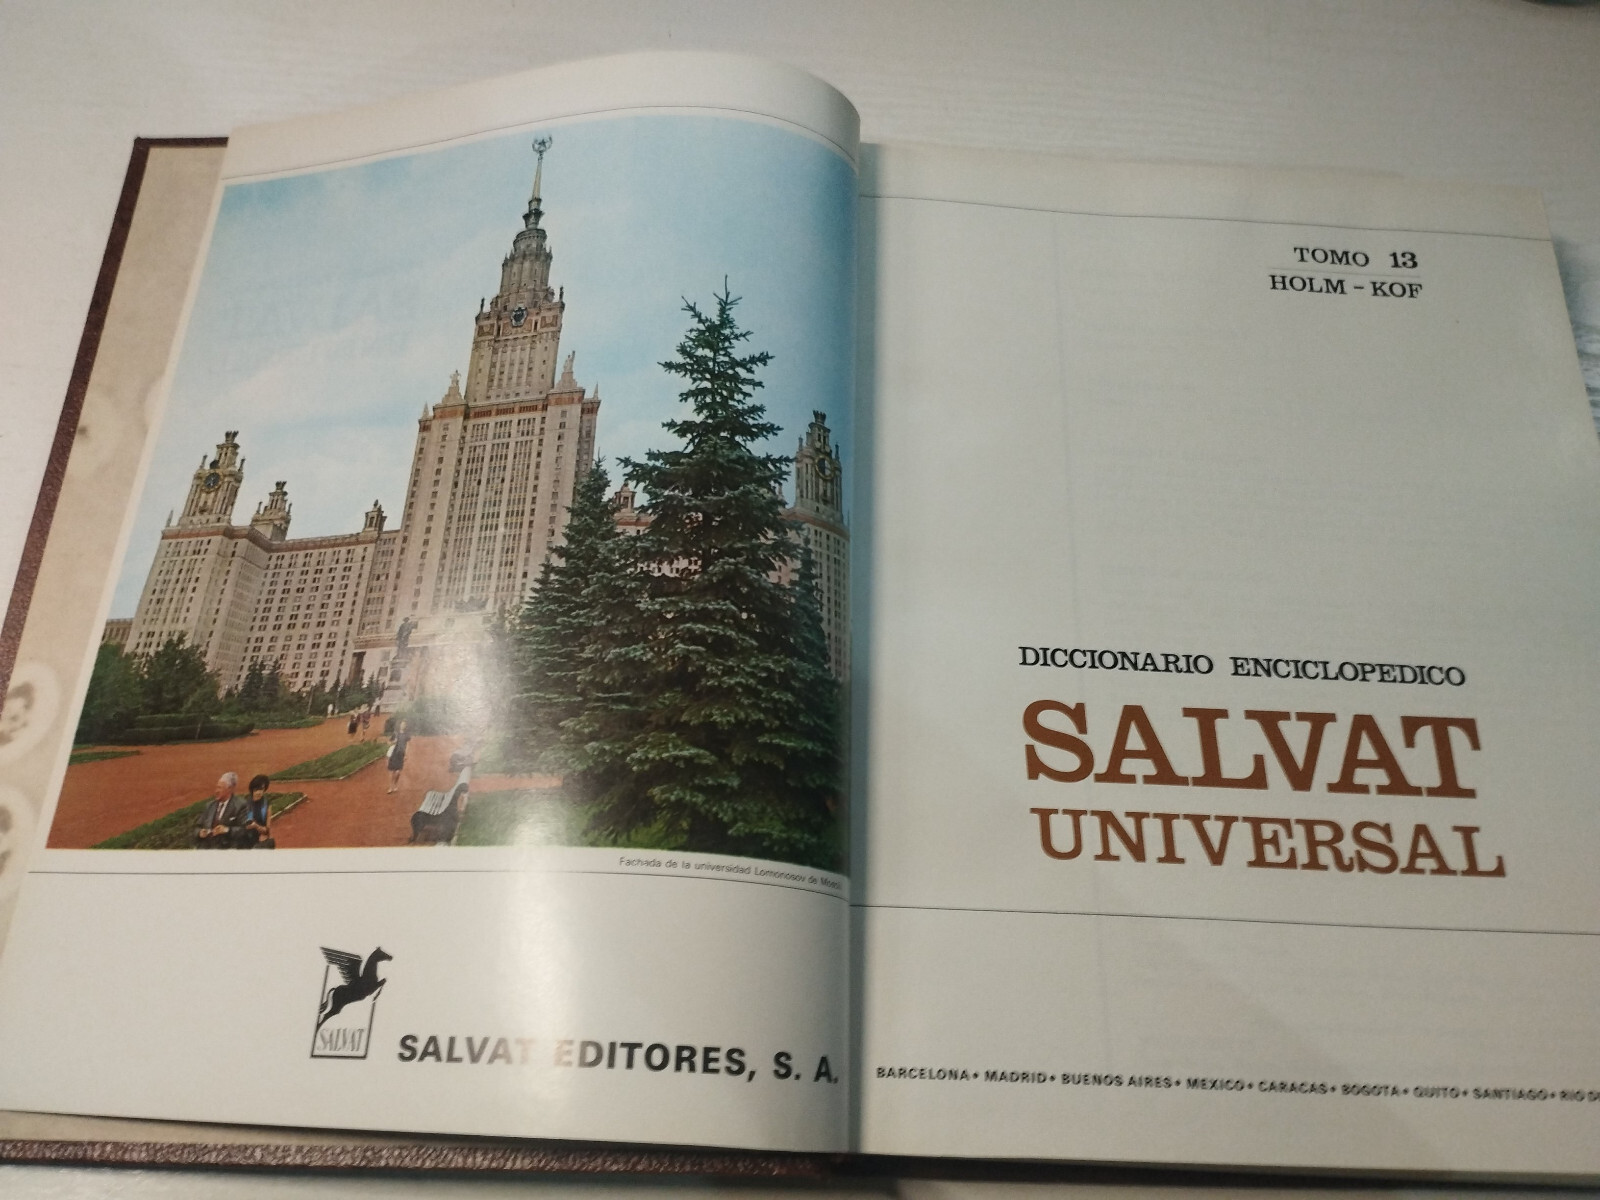 Fachada de la universidad Lomonosov de
SALVAT
SALVAT EDITORES, S. A.
TOMO 13
HOLM - KOF
DICCIONARIO ENCICLOPEDICO
SALVAT
UNIVERSAL
BARCELONA • MADRID • BUENOS AIRES • MEXICO • CARACAS • BOGOTA • QUITO • SANTIAGO • RIO